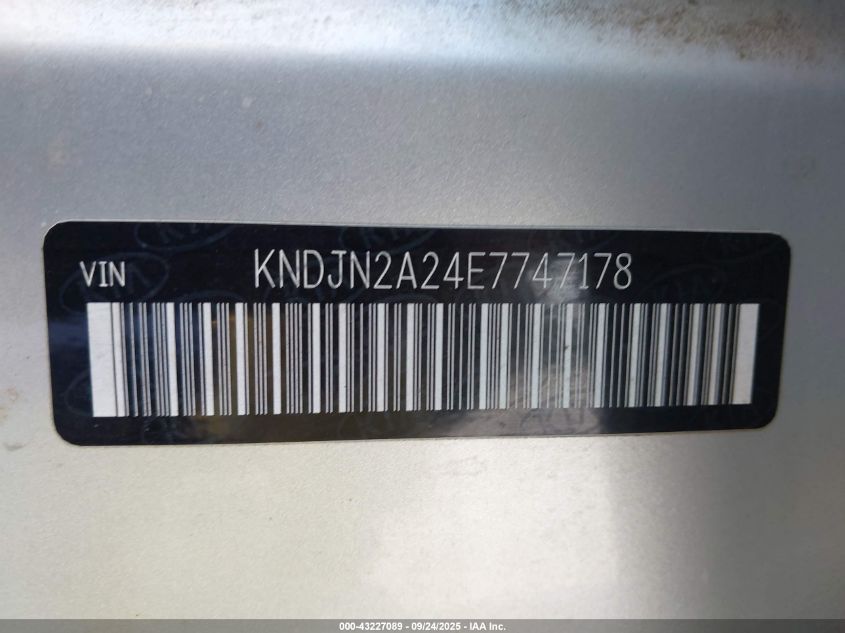 VIN KNDJN2A24E7747178
000-43227089 - 09/24/2025 - IAA Inc.